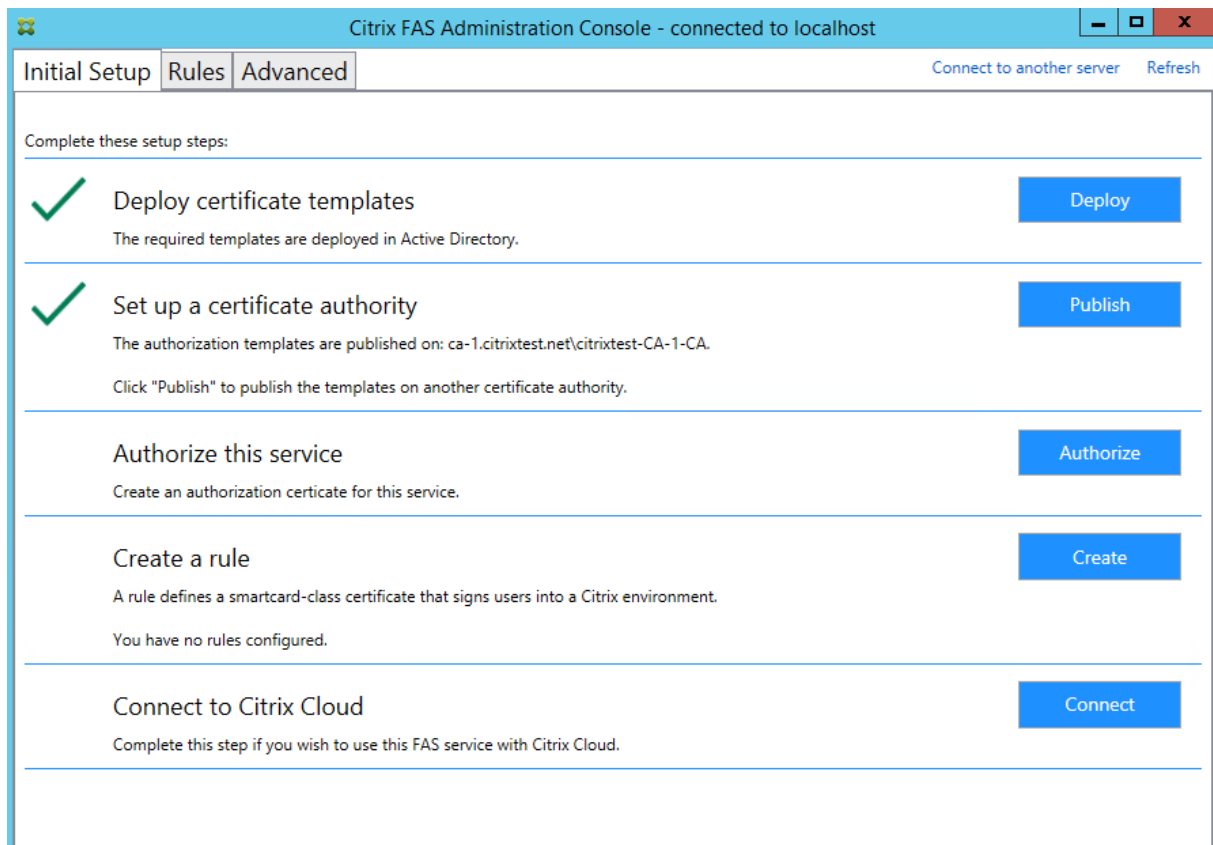 Citrix FAS Administration Console - connected to localhost
Initial Setup Rules Advanced Connect to another server Refresh
Complete these setup steps:
Deploy certificate templates
Deploy
The required templates are deployed in Active Directory.
Set up a certificate authority
Publish
The authorization templates are published on: ca-1.citrixtest.net\citrixtest-CA-1-CA.
Click "Publish" to publish the templates on another certificate authority.
Authorize this service
Authorize
Create an authorization certicate for this service.
Create a rule
Create
A rule defines a smartcard-class certificate that signs users into a Citrix environment.
You have no rules configured.
Connect to Citrix Cloud
Connect
Complete this step if you wish to use this FAS service with Citrix Cloud.